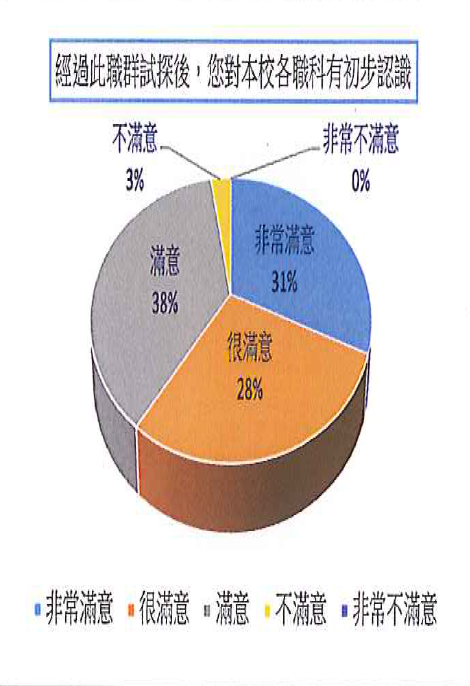 經過此職群試探後，您對本校各職科有初步認識
不滿意
3%
非常不滿意
0%
非常滿意
31%
滿意
38%
很滿意
28%
非常滿意 很滿意 滿意 不滿意 非常不滿意